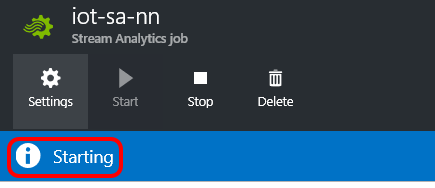 iot-sa-nn
Stream Analytics job
Settings
Start
Stop
Delete
Starting